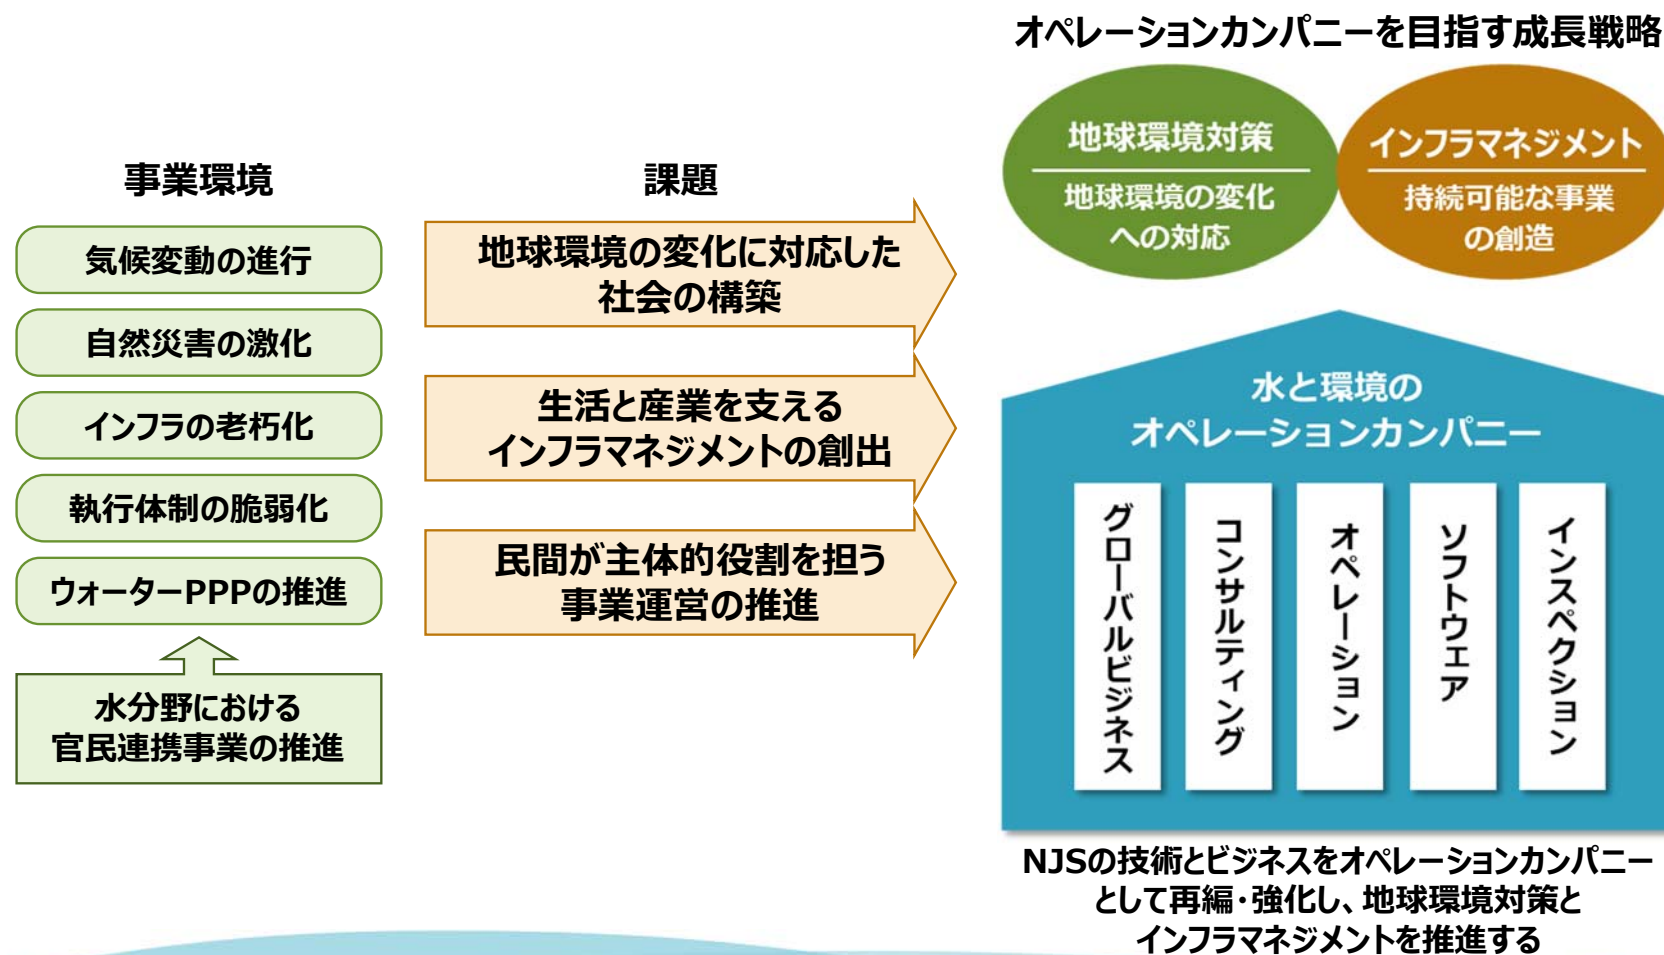 オペレーションカンパニーを目指す成長戦略
事業環境
気候変動の進行
自然災害の激化
インフラの老朽化
執行体制の脆弱化
ウォーターPPPの推進
水分野における
官民連携事業の推進
課題
地球環境の変化に対応した
社会の構築
生活と産業を支える
インフラマネジメントの創出
民間が主体的役割を担う
事業運営の推進
地球環境対策
地球環境の変化
への対応
インフラマネジメント
持続可能な事業
の創造
水と環境の
オペレーションカンパニー
グローバルビジネス
コンサルティング
オペレーション
ソフトウェア
インスペクション
NJSの技術とビジネスをオペレーションカンパニー
として再編・強化し、地球環境対策と
インフラマネジメントを推進する